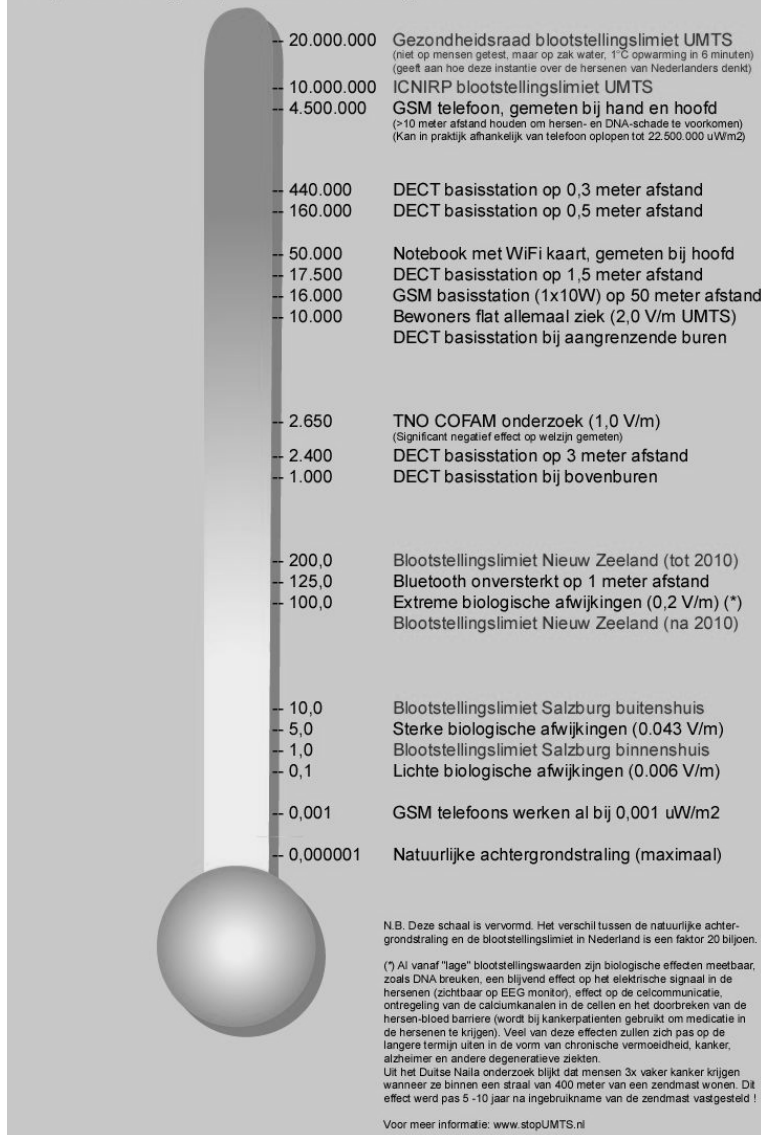 -- 20.000.000 Gezondheidsraad blootstellingslimiet UMTS
(niet op mensen getest, maar op zak water, 1°C opwarming in 6 minuten)
(geeft aan hoe deze instantie over de hersenen van Nederlanders denkt)
-- 10.000.000 ICNIRP blootstellingslimiet UMTS
-- 4.500.000 GSM telefoon, gemeten bij hand en hoofd
(>10 meter afstand houden om hersen- en DNA-schade te voorkomen)
(Kan in praktijk afhankelijk van telefoon oplopen tot 22.500.000 uW/m2)
-- 440.000 DECT basisstation op 0,3 meter afstand
-- 160.000 DECT basisstation op 0,5 meter afstand
-- 50.000 Notebook met WiFi kaart, gemeten bij hoofd
-- 17.500 DECT basisstation op 1,5 meter afstand
-- 16.000 GSM basisstation (1x10W) op 50 meter afstand
-- 10.000 Bewoners flat allemaal ziek (2,0 V/m UMTS)
DECT basisstation bij aangrenzende buren
-- 2.650 TNO COFAM onderzoek (1,0 V/m)
(Significant negatief effect op welzijn gemeten)
-- 2.400 DECT basisstation op 3 meter afstand
-- 1.000 DECT basisstation bij bovenburen
-- 200,0 Blootstellingslimiet Nieuw Zeeland (tot 2010)
-- 125,0 Bluetooth onversterkt op 1 meter afstand
-- 100,0 Extreme biologische afwijkingen (0,2 V/m) (*)
Blootstellingslimiet Nieuw Zeeland (na 2010)
-- 10,0 Blootstellingslimiet Salzburg buitenshuis
-- 5,0 Sterke biologische afwijkingen (0.043 V/m)
-- 1,0 Blootstellingslimiet Salzburg binnenshuis
-- 0,1 Lichte biologische afwijkingen (0.006 V/m)
-- 0,001 GSM telefoons werken al bij 0,001 uW/m2
-- 0,000001 Natuurlijke achtergrondstraling (maximaal)
N.B. Deze schaal is vervormd. Het verschil tussen de natuurlijke achter-
grondstraling en de blootstellingslimiet in Nederland is een faktor 20 biljoen.
(*) Al vanaf "lage" blootstellingswaarden zijn biologische effecten meetbaar,
zoals DNA breuken, een blijvend effect op het elektrische signaal in de
hersenen (zichtbaar op EEG monitor), effect op de celcommunicatie,
ontregeling van de calciumkanalen in de cellen en het doorbreken van de
hersen-bloed barriere (wordt bij kankerpatienten gebruikt om medicatie in
de hersenen te krijgen). Veel van deze effecten zullen zich pas op de
langere termijn uiten in de vorm van chronische vermoeidheid, kanker,
alzheimer en andere degeneratieve ziekten.
Uit het Duitse Naila onderzoek blijkt dat mensen 3x vaker kanker krijgen
wanneer ze binnen een straal van 400 meter van een zendmast wonen. Dit
effect werd pas 5 -10 jaar na ingebruikname van de zendmast vastgesteld !
Voor meer informatie: www.stopUMTS.nl